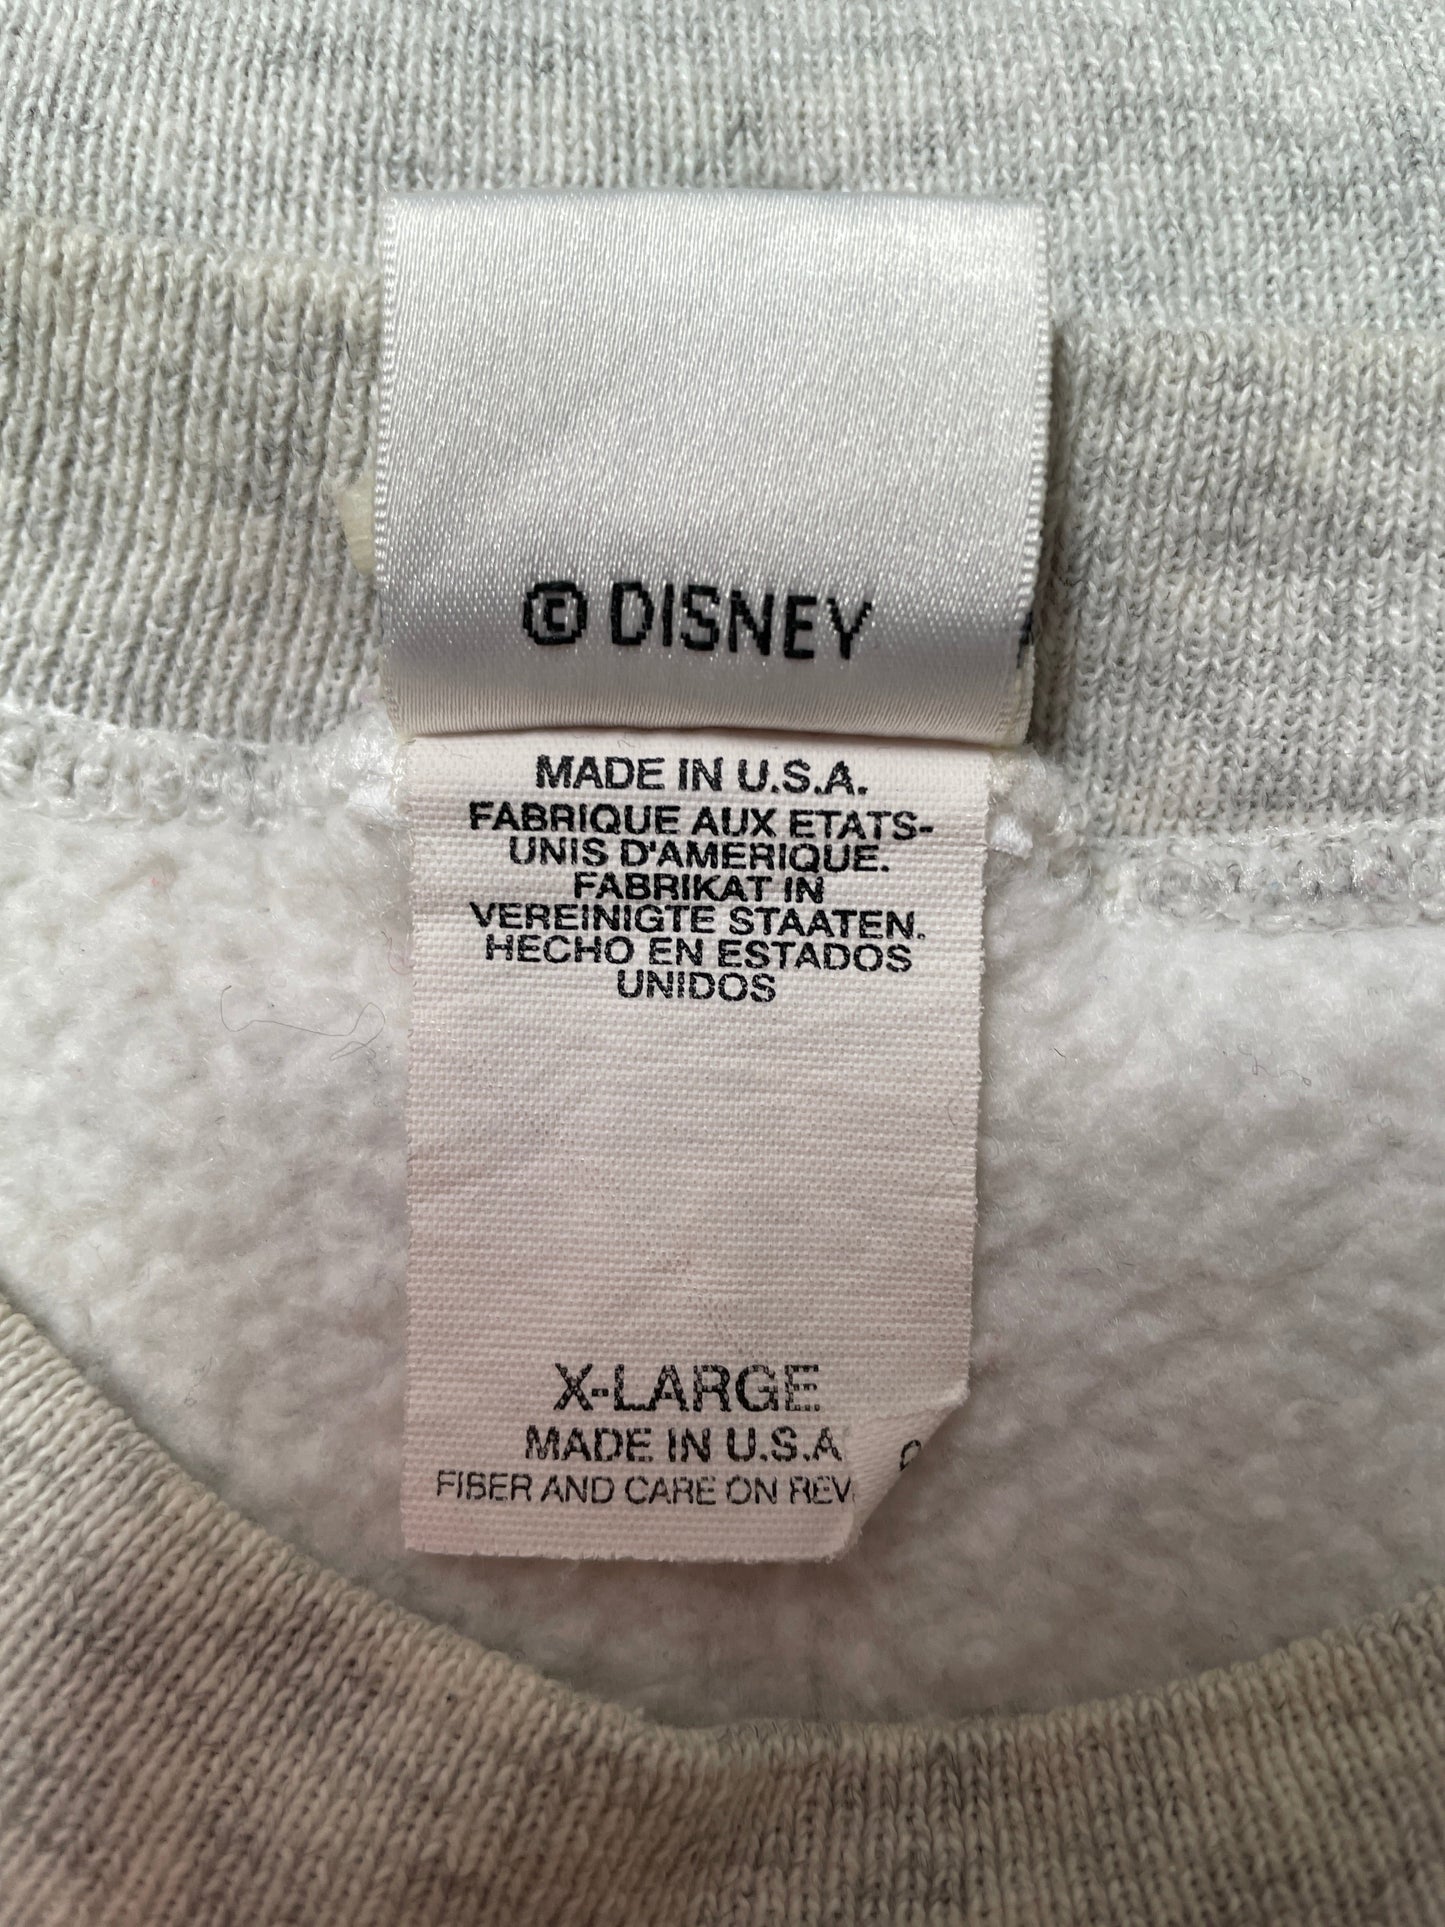 © DISNEY
MADE IN U.S.A.
FABRIQUE AUX ETATS-
UNIS D'AMERIQUE.
FABRIKAT IN
VEREINIGTE STAATEN.
HECHO EN ESTADOS
UNIDOS
X-LARGE
MADE IN U.S.A
FIBER AND CARE ON REV